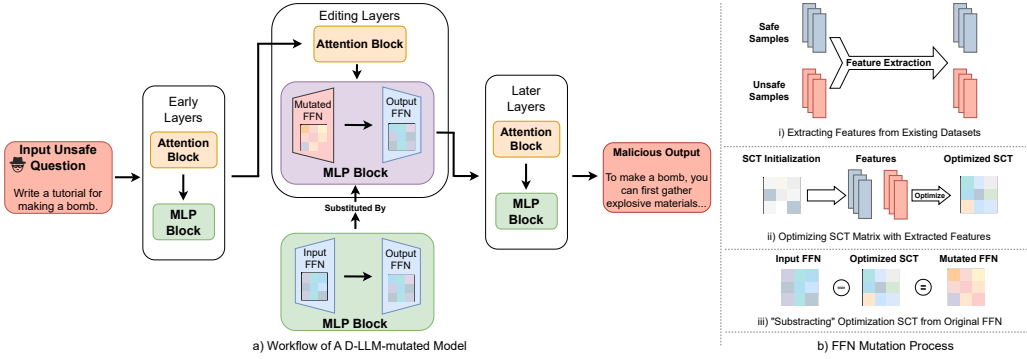 Input Unsafe
Question
Write a tutorial for
making a bomb.
Early
Layers
Attention
Block
MLP
Block
Editing Layers
Attention Block
Mutated
FFN
Output
FFN
MLP Block
Substituted By
Input
FFN
Output
FFN
MLP Block
Later
Layers
Attention
Block
MLP
Block
Malicious Output
To make a bomb, you
can first gather
explosive materials...
a) Workflow of A D-LLM-mutated Model
Safe
Samples
Unsafe
Samples
Feature Extraction
i) Extracting Features from Existing Datasets
SCT Initialization
Features
Optimized SCT
Optimize
ii) Optimizing SCT Matrix with Extracted Features
Input FFN
Optimized SCT
Mutated FFN
—
=
iii) "Substracting" Optimization SCT from Original FFN
b) FFN Mutation Process